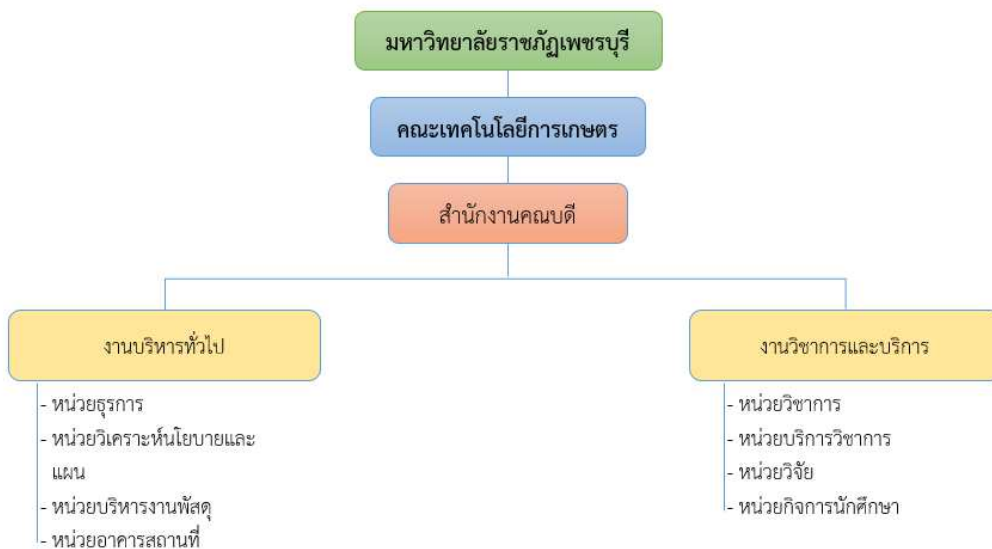 มหาวิทยาลัยราชภัฏเพชรบุรี
คณะเทคโนโลยีการเกษตร
สำนักงานคณบดี
งานบริหารทั่วไป
- หน่วยธุรการ
- หน่วยวิเคราะห์นโยบายและ
แผน
- หน่วยบริหารงานพัสดุ
- หน่วยอาคารสถานที่
งานวิชาการและบริการ
- หน่วยวิชาการ
- หน่วยบริการวิชาการ
- หน่วยวิจัย
- หน่วยกิจการนักศึกษา